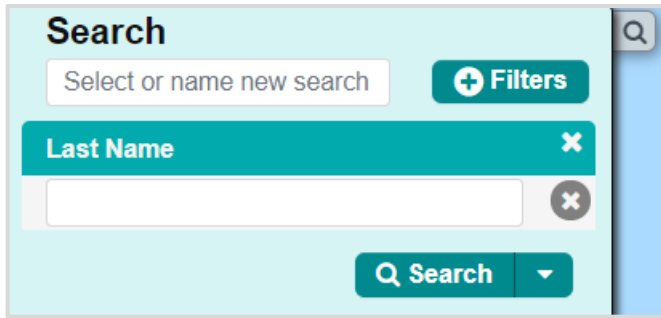 Search
Select or name new search
Filters
Last Name
Search